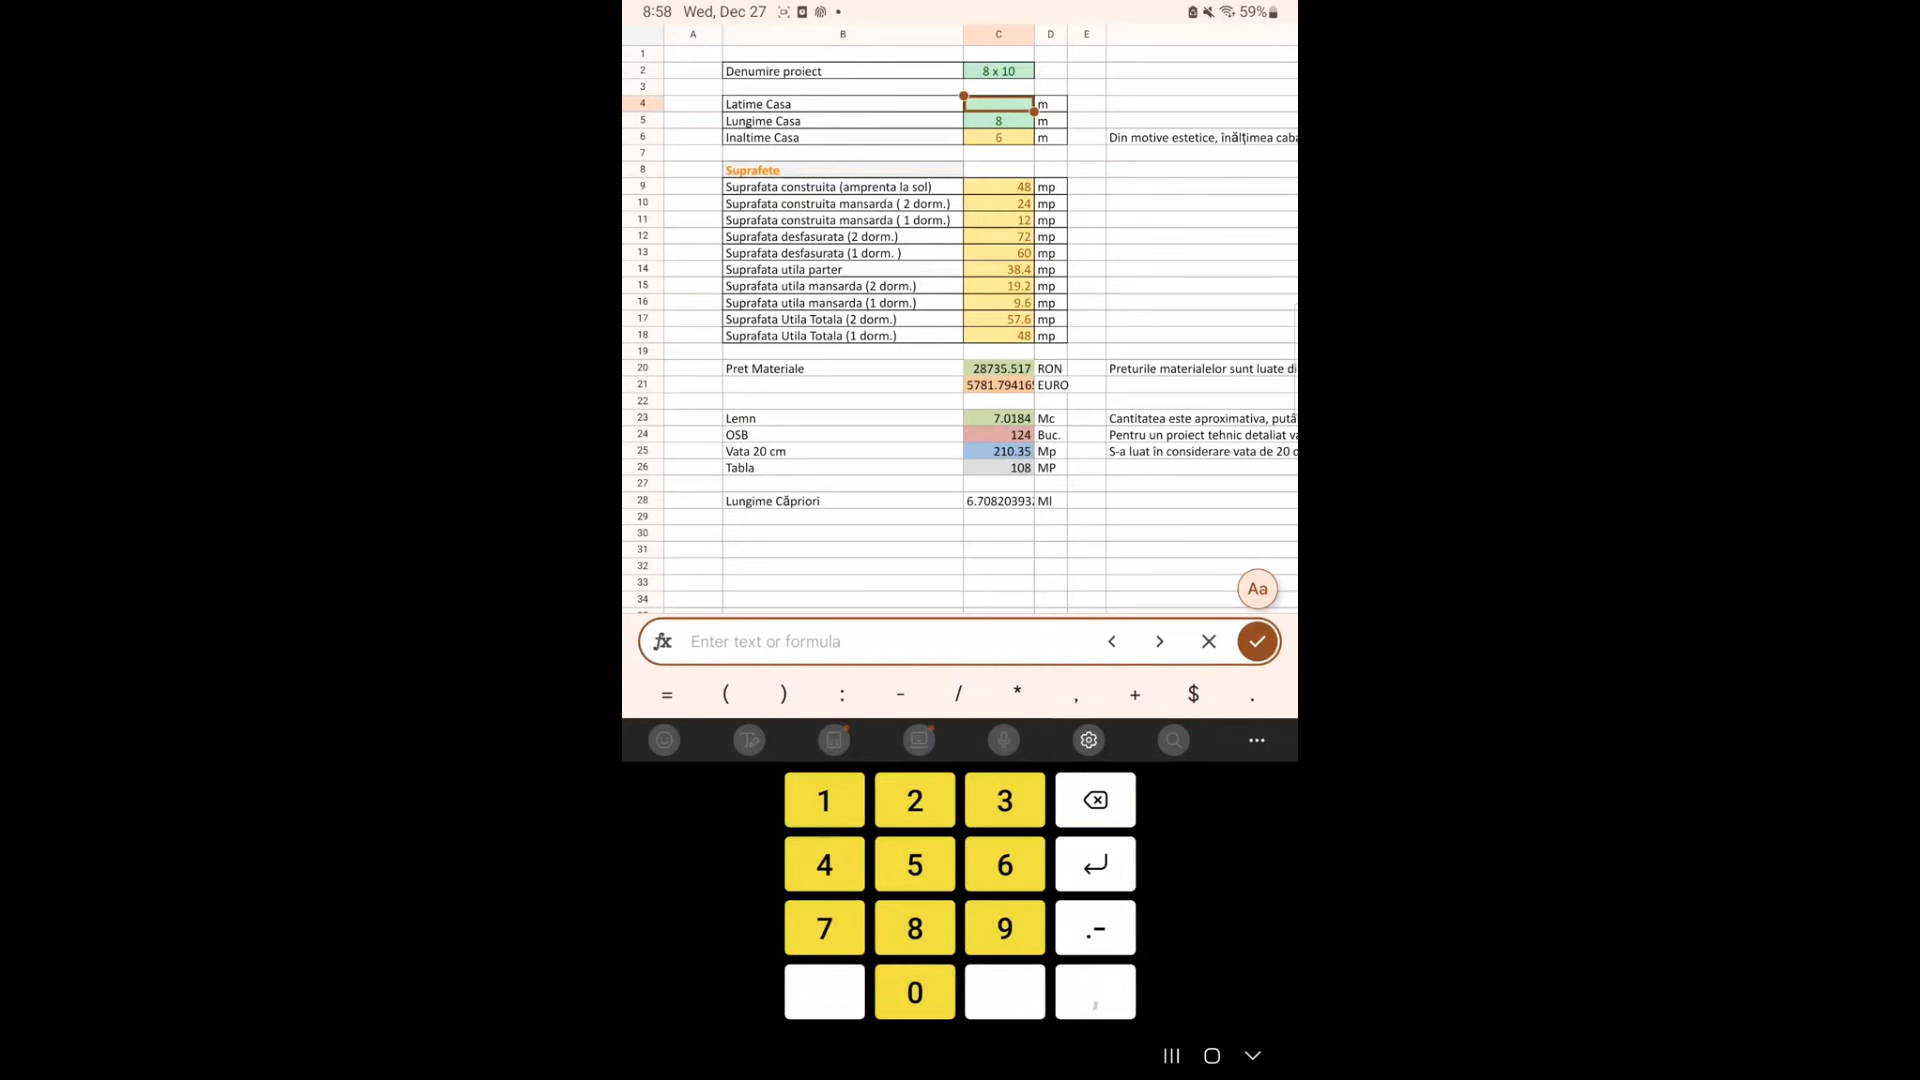 8:58 Wed, Dec 27 59%
A B C D E
1
2 Denumire proiect 8 x 10
3
4 Latime Casa m
5 Lungime Casa 8 m
6 Inaltime Casa 6 m Din motive estetice, înălțimea caba
7
8 Suprafete
9 Suprafata construita (amprenta la sol) 48 mp
10 Suprafata construita mansarda ( 2 dorm.) 24 mp
11 Suprafata construita mansarda ( 1 dorm.) 12 mp
12 Suprafata desfasurata (2 dorm.) 72 mp
13 Suprafata desfasurata (1 dorm. ) 60 mp
14 Suprafata utila parter 38.4 mp
15 Suprafata utila mansarda (2 dorm.) 19.2 mp
16 Suprafata utila mansarda (1 dorm.) 9.6 mp
17 Suprafata Utila Totala (2 dorm.) 57.6 mp
18 Suprafata Utila Totala (1 dorm.) 48 mp
19
20 Pret Materiale 28735.517 RON Preturile materialelor sunt luate di
21 5781.79416 EURO
22
23 Lemn 7.0184 Mc Cantitatea este aproximativa, pută
24 OSB 124 Buc. Pentru un proiect tehnic detaliat va
25 Vata 20 cm 210.35 Mp S-a luat în considerare vata de 20
26 Tabla 108 MP
27
28 Lungime Căpriori 6.70820393 Ml
29
30
31
32
33
34
Aa
fx Enter text or formula
= ( ) : - / * , + $ .
1 2 3
4 5 6
7 8 9 .-
0 ,